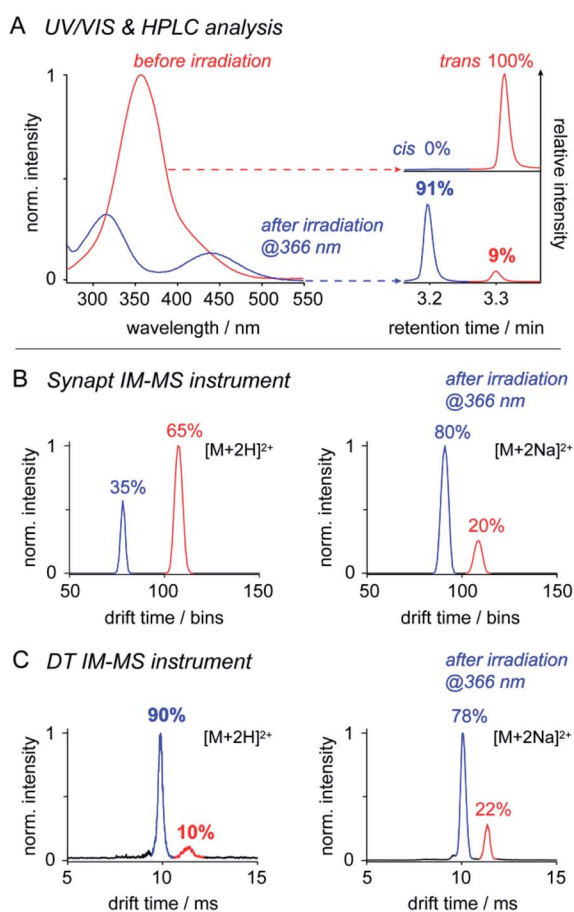 A UV/VIS & HPLC analysis
before irradiation
trans 100%
cis 0%
91%
9%
after irradiation
@366 nm
norm. intensity
relative intensity
1
0
300 350 400 450 500 550
3.2 3.3
wavelength / nm
retention time / min
B Synapt IM-MS instrument
after irradiation
@366 nm
65%
35%
[M+2H]²⁺
80%
20%
[M+2Na]²⁺
norm. intensity
norm. intensity
1
0
1
0
50 100 150
50 100 150
drift time / bins
drift time / bins
C DT IM-MS instrument
after irradiation
@366 nm
90%
10%
[M+2H]²⁺
78%
22%
[M+2Na]²⁺
norm. intensity
norm. intensity
1
0
1
0
5 10 15
5 10 15
drift time / ms
drift time / ms